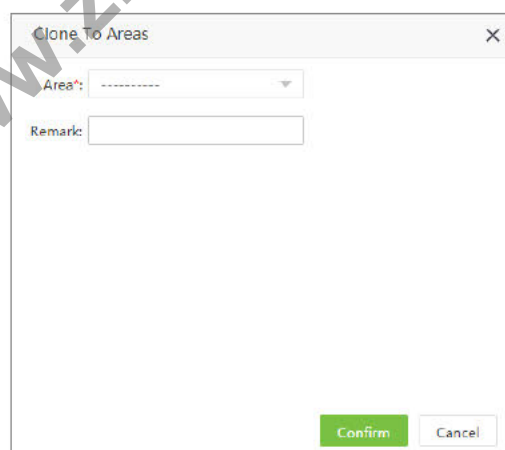 Clone To Areas
Area*: ----------
Remark:
Confirm Cancel